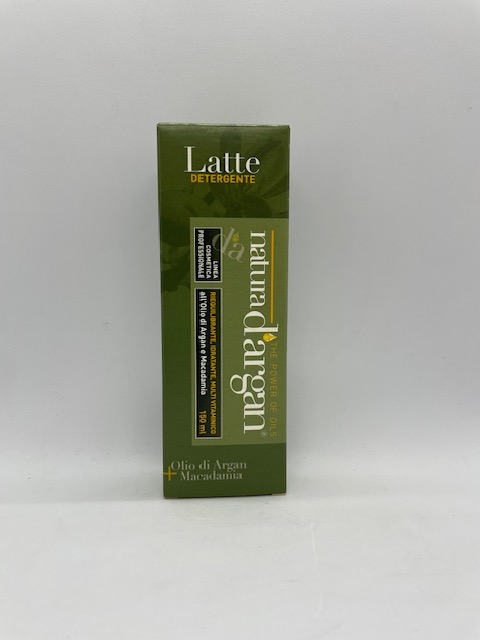 Latte
DETERGENTE
da
natura d'argan
THE POWER OF OILS
LINEA
COSMETICA
PROFESSIONALE
RIEQUILIBRANTE, IDRATANTE, MULTI VITAMINICO
all'Olio di Argan e Macadamia
150 ml
Olio di Argan
+ Macadamia